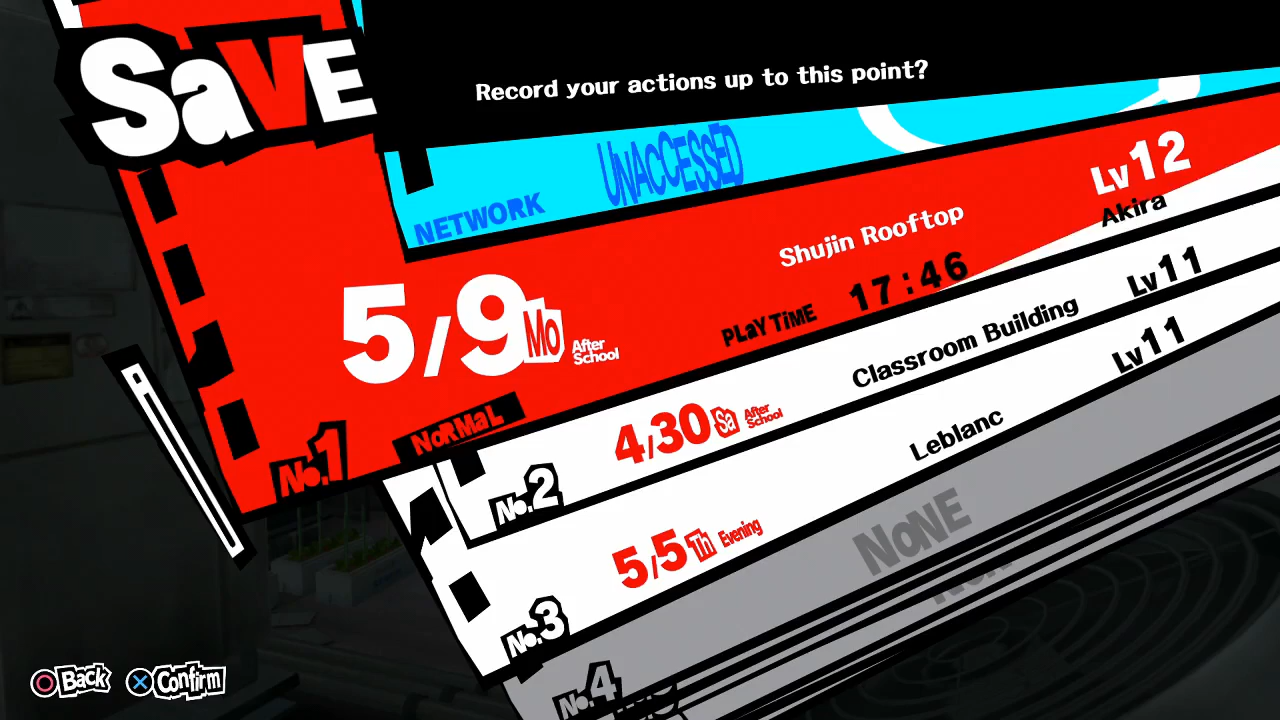 SaVE
Record your actions up to this point?
NETWORK UNACCESSED
Lv12
Shujin Rooftop Akira
5/9 Mo After School
PLaY TiME 17:46
No.1 NoRMaL
Lv11
Classroom Building
4/30 Sa After School
No.2
Lv11
Leblanc
5/5 Th Evening
No.3
NoNE
No.4
Back Confirm